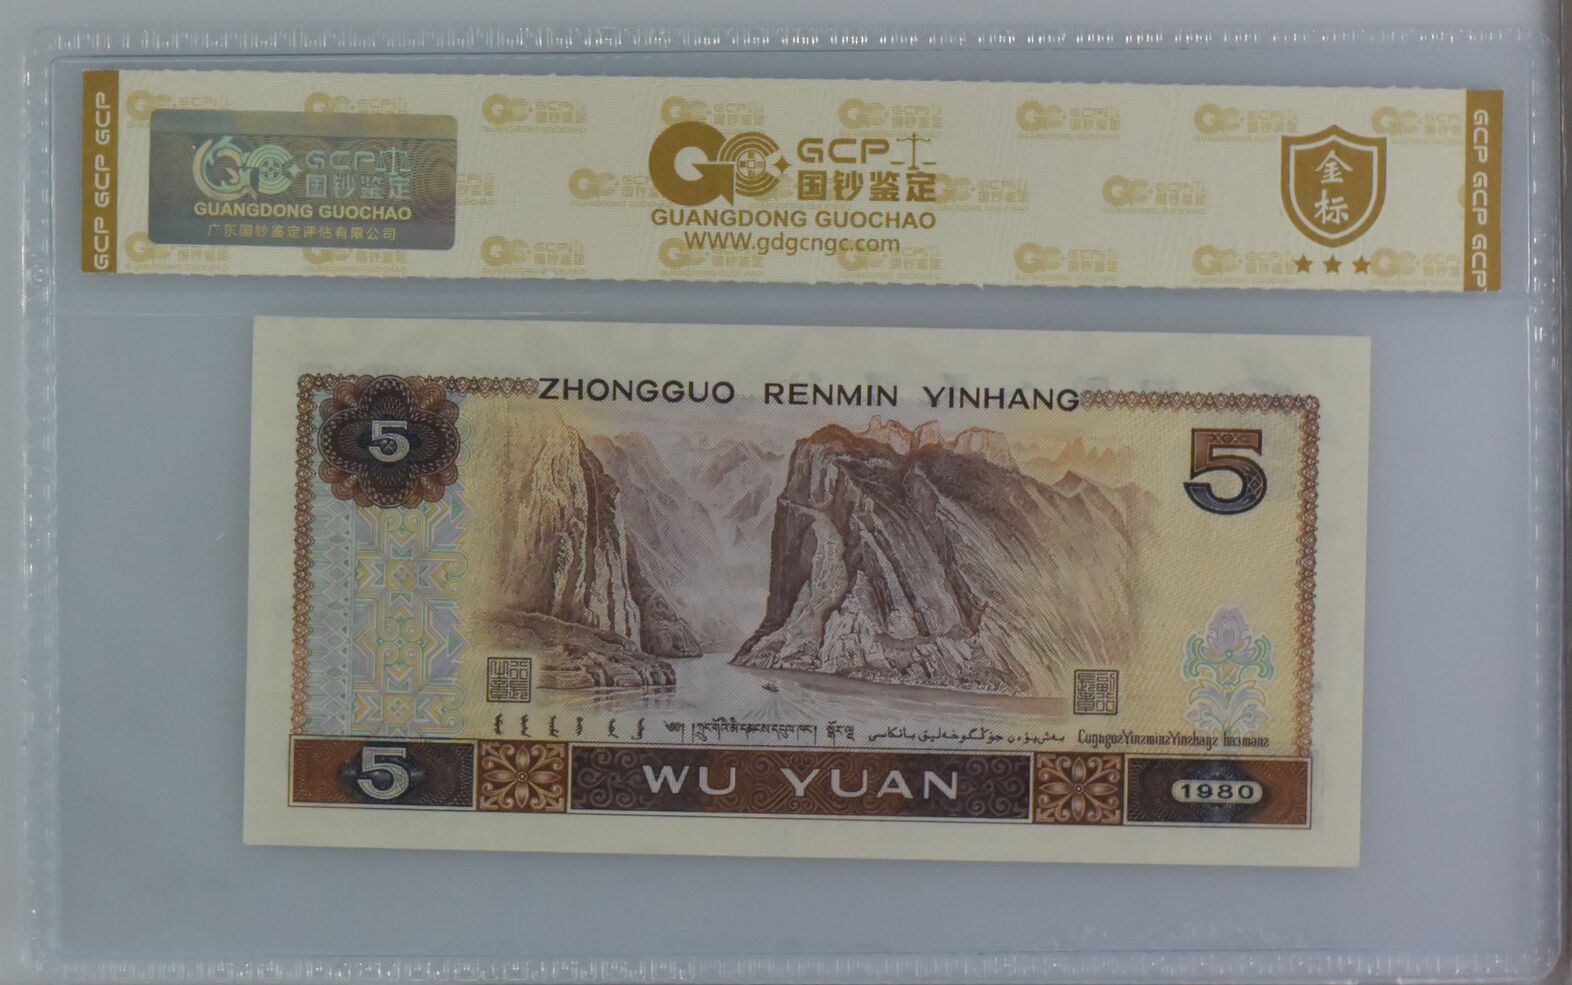 GCP GCP GCP
GCP
国钞鉴定
GUANGDONG GUOCHAO
广东国钞鉴定评估有限公司
GCP
国钞鉴定
GUANGDONG GUOCHAO
WWW.gdgcngc.com
金
标
GCP GCP GCP
ZHONGGUO RENMIN YINHANG
5
5
5
WU YUAN
1980